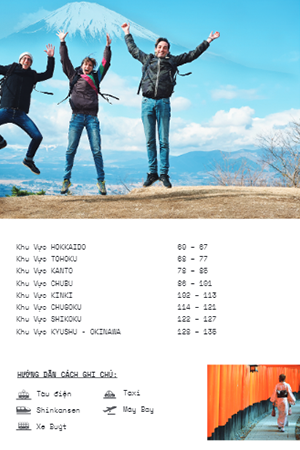 Khu Vực HOKKAIDO 60 - 67
Khu Vực TOHOKU 68 - 77
Khu Vực KANTO 78 - 85
Khu Vực CHUBU 86 - 101
Khu Vực KINKI 102 - 113
Khu Vực CHUGOKU 114 - 121
Khu Vực SHIKOKU 122 - 127
Khu Vực KYUSHU - OKINAWA 128 - 135
HƯỚNG DẪN CÁCH GHI CHÚ:
Tàu điện
Taxi
Shinkansen
Máy Bay
Xe Buýt